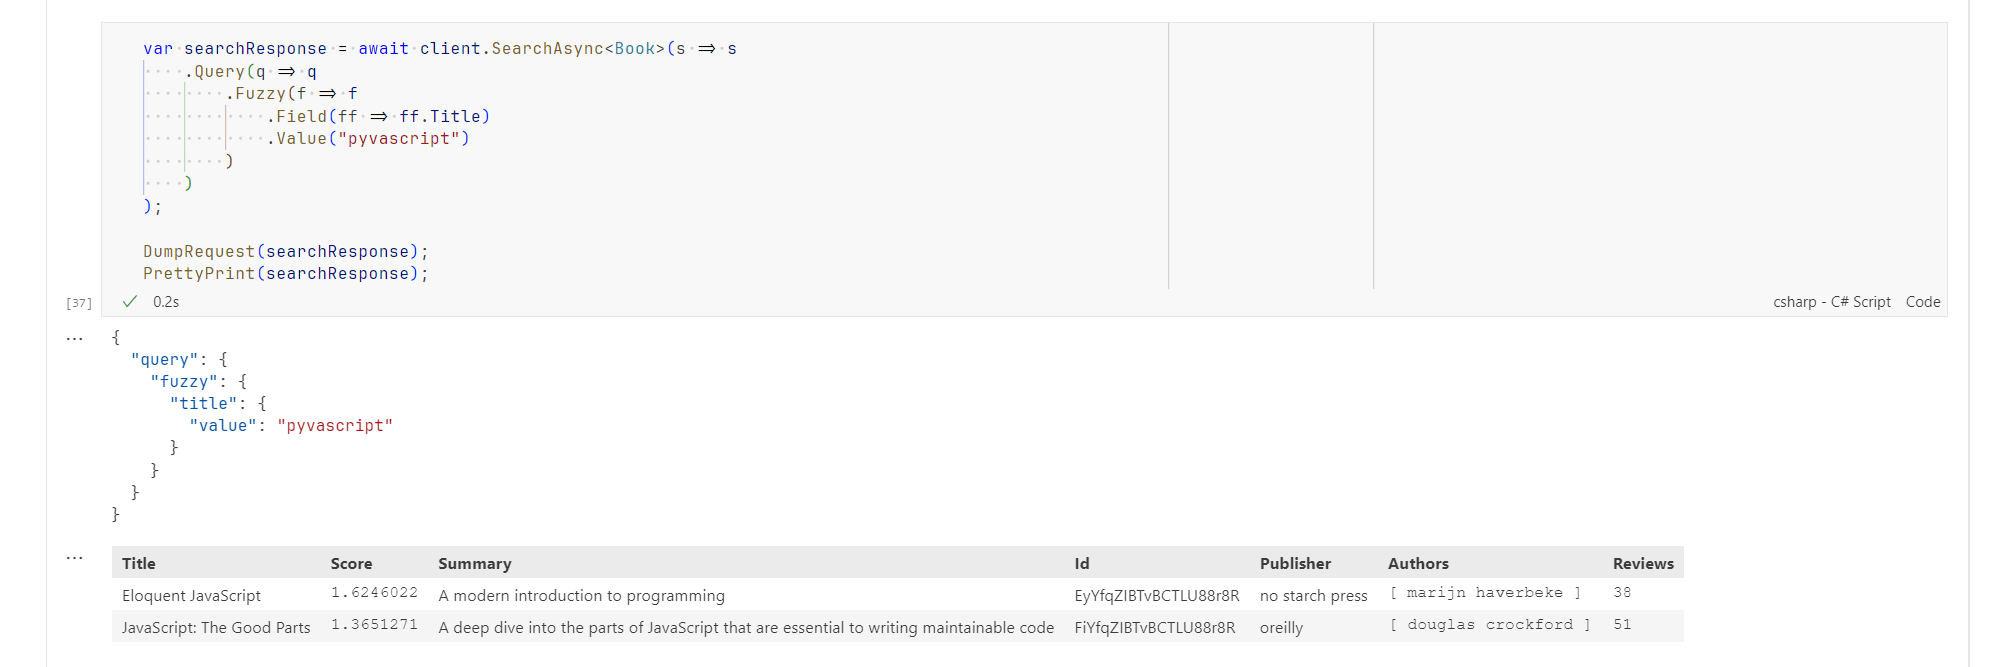 var searchResponse = await client.SearchAsync<Book>(s => s
    .Query(q => q
        .Fuzzy(f => f
            .Field(ff => ff.Title)
            .Value("pyvascript")
        )
    )
);

DumpRequest(searchResponse);
PrettyPrint(searchResponse);
[37] ✓ 0.2s csharp - C# Script Code
...
{
  "query": {
    "fuzzy": {
      "title": {
        "value": "pyvascript"
      }
    }
  }
}
...
Title Score Summary Id Publisher Authors Reviews
Eloquent JavaScript 1.6246022 A modern introduction to programming EyYfqZIBTvBCTLU88r8R no starch press [ marijn haverbeke ] 38
JavaScript: The Good Parts 1.3651271 A deep dive into the parts of JavaScript that are essential to writing maintainable code FiYfqZIBTvBCTLU88r8R oreilly [ douglas crockford ] 51